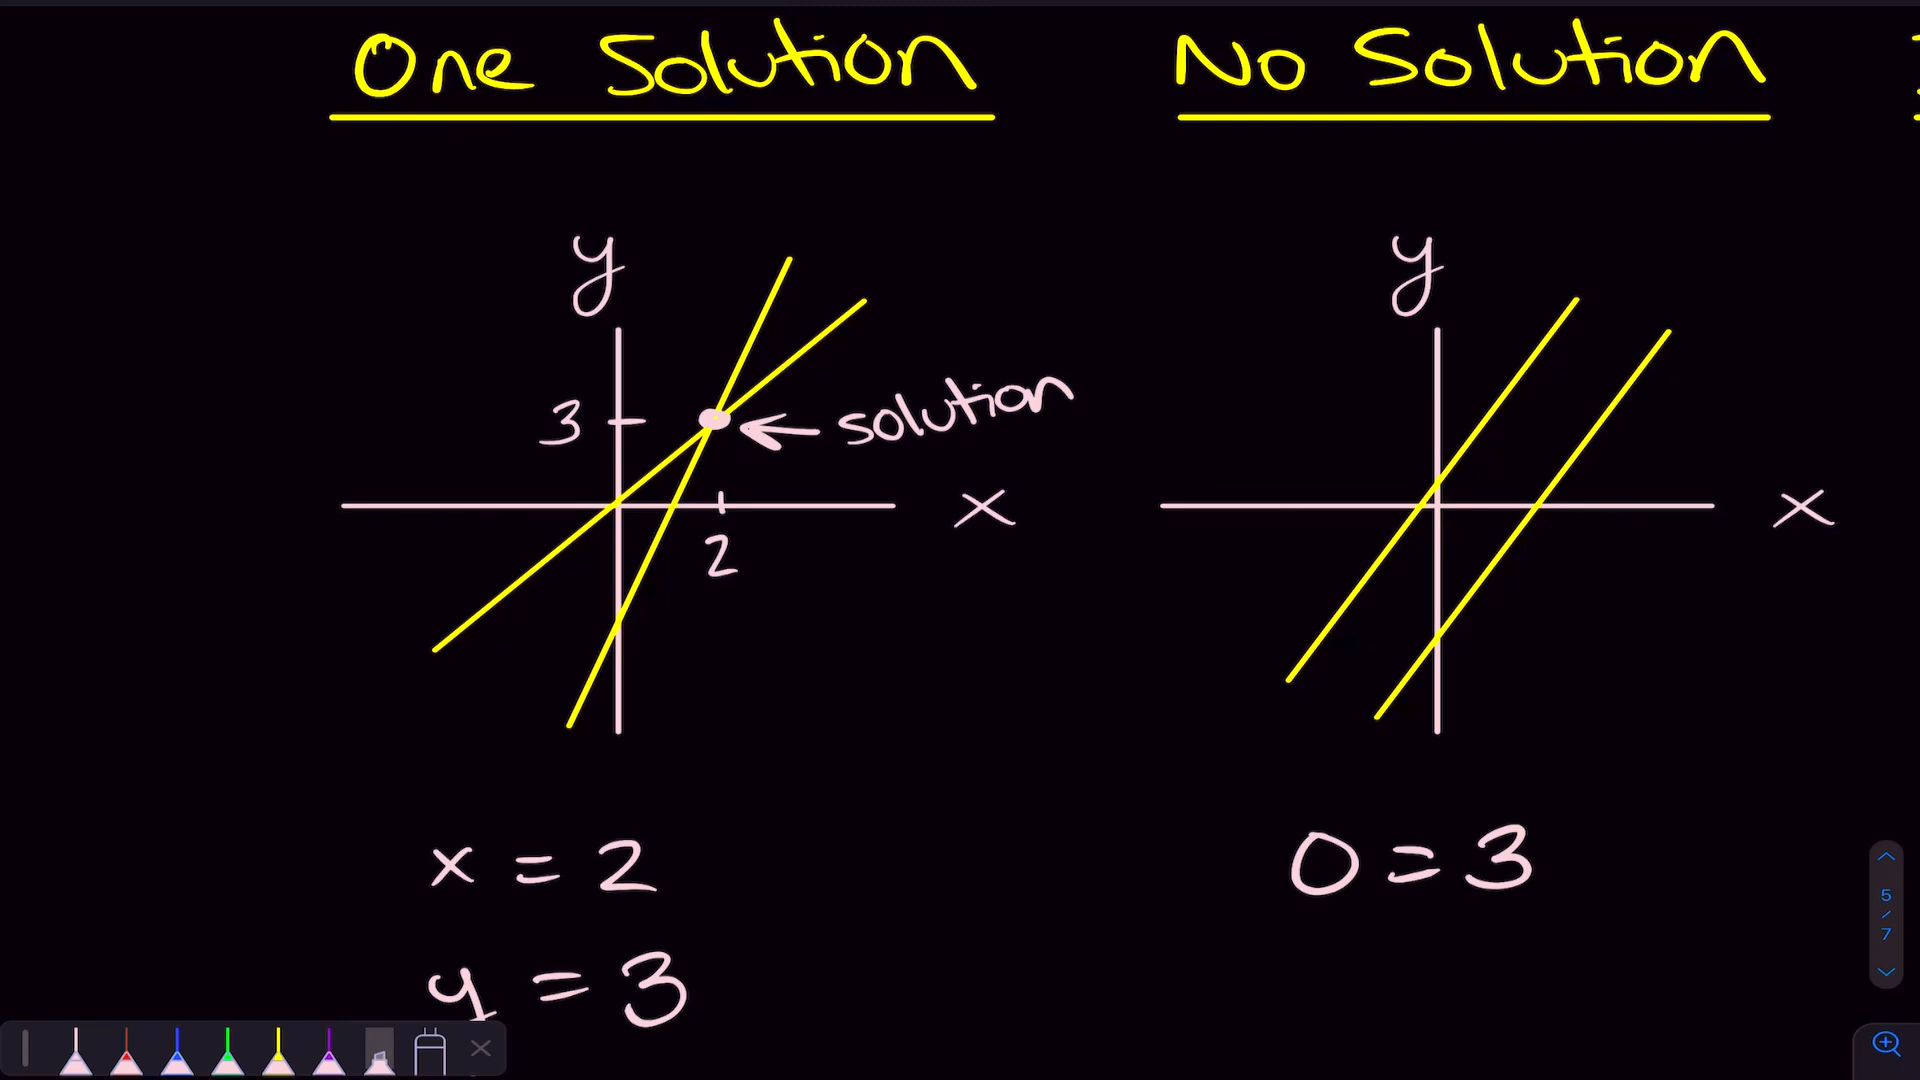 One Solution
No Solution
y
3
solution
x
2
x = 2
y = 3
y
x
0 = 3
5
/
7